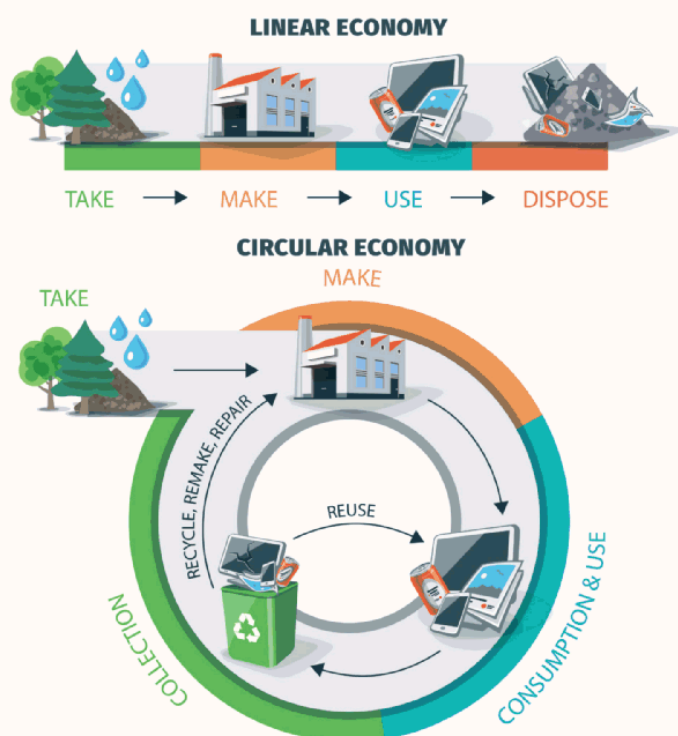 LINEAR ECONOMY
TAKE → MAKE → USE → DISPOSE
CIRCULAR ECONOMY
MAKE
TAKE
RECYCLE, REMAKE, REPAIR
REUSE
COLLECTION
CONSUMPTION & USE